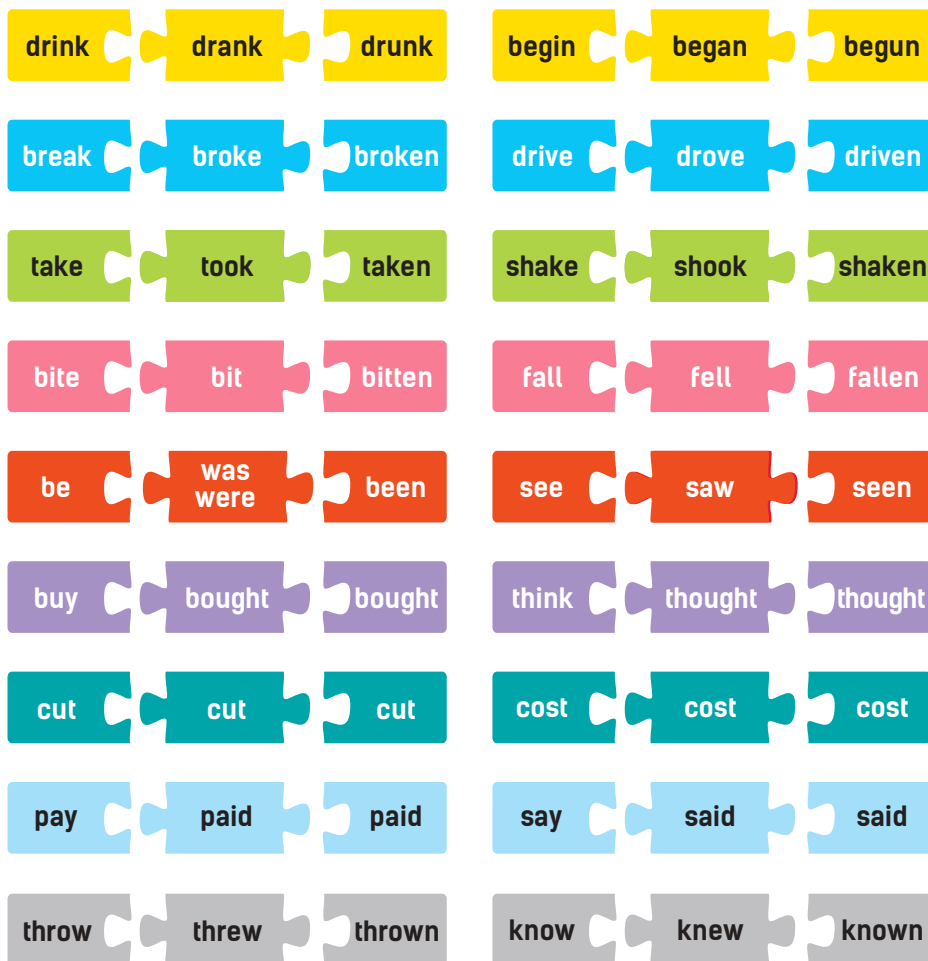 drink drank drunk begin began begun
break broke broken drive drove driven
take took taken shake shook shaken
bite bit bitten fall fell fallen
be was were been see saw seen
buy bought bought think thought thought
cut cut cut cost cost cost
pay paid paid say said said
throw threw thrown know knew known